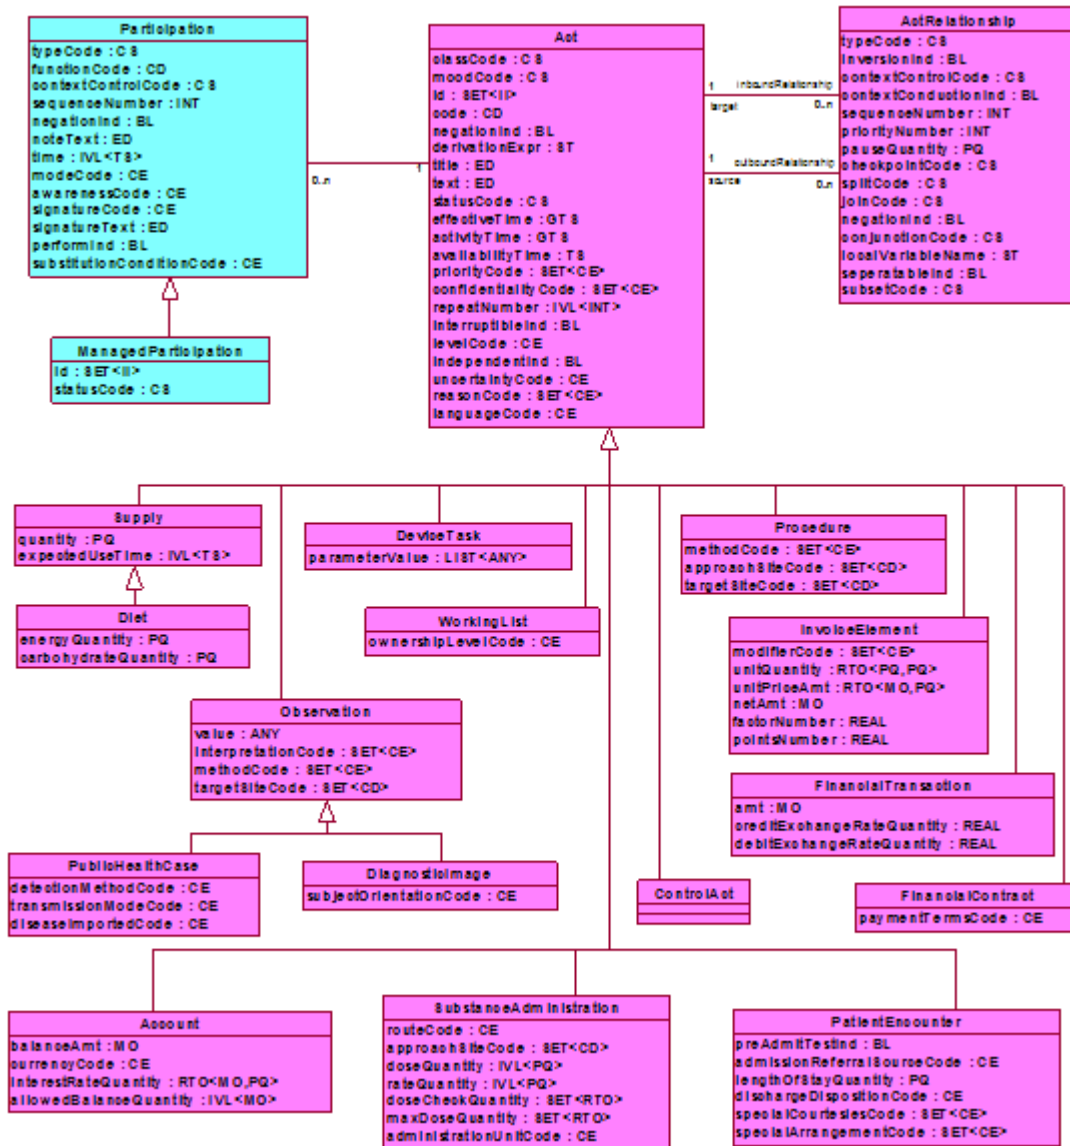 Participation
typeCode : CS
functionCode : CD
contextControlCode : CS
sequenceNumber : INT
negationInd : BL
noteText : ED
time : IVL<TS>
modeCode : CE
awarenessCode : CE
signatureCode : CE
signatureText : ED
performInd : BL
substitutionConditionCode : CE
ManagedParticipation
id : SET<II>
statusCode : CS
0..n
1
Act
classCode : CS
moodCode : CS
id : SET<II>
code : CD
negationInd : BL
derivationExpr : ST
title : ED
text : ED
statusCode : CS
effectiveTime : GTS
activityTime : GTS
availabilityTime : TS
priorityCode : SET<CE>
confidentialityCode : SET<CE>
repeatNumber : IVL<INT>
interruptibleInd : BL
levelCode : CE
independentInd : BL
uncertaintyCode : CE
reasonCode : SET<CE>
languageCode : CE
1 inboundRelationship
target 0..n
1 outboundRelationship
source 0..n
ActRelationship
typeCode : CS
inversionInd : BL
contextControlCode : CS
contextConductionInd : BL
sequenceNumber : INT
priorityNumber : INT
pauseQuantity : PQ
checkpointCode : CS
splitCode : CS
joinCode : CS
negationInd : BL
conjunctionCode : CS
localVariableName : ST
seperatableInd : BL
subsetCode : CS
Supply
quantity : PQ
expectedUseTime : IVL<TS>
Diet
energyQuantity : PQ
carbohydrateQuantity : PQ
DeviceTask
parameterValue : LIST<ANY>
WorkingList
ownershipLevelCode : CE
Procedure
methodCode : SET<CE>
approachSiteCode : SET<CD>
targetSiteCode : SET<CD>
InvoiceElement
modifierCode : SET<CE>
unitQuantity : RTO<PQ,PQ>
unitPriceAmt : RTO<MO,PQ>
netAmt : MO
factorNumber : REAL
pointsNumber : REAL
Observation
value : ANY
interpretationCode : SET<CE>
methodCode : SET<CE>
targetSiteCode : SET<CD>
FinancialTransaction
amt : MO
creditExchangeRateQuantity : REAL
debitExchangeRateQuantity : REAL
PublicHealthCase
detectionMethodCode : CE
transmissionModeCode : CE
diseaseImportedCode : CE
DiagnosticImage
subjectOrientationCode : CE
ControlAct
FinancialContract
paymentTermsCode : CE
Account
balanceAmt : MO
currencyCode : CE
interestRateQuantity : RTO<MO,PQ>
allowedBalanceQuantity : IVL<MO>
SubstanceAdministration
routeCode : CE
approachSiteCode : SET<CD>
doseQuantity : IVL<PQ>
rateQuantity : IVL<PQ>
doseCheckQuantity : SET<RTO>
maxDoseQuantity : SET<RTO>
administrationUnitCode : CE
PatientEncounter
preAdmitTestInd : BL
admissionReferralSourceCode : CE
lengthOfStayQuantity : PQ
dischargeDispositionCode : CE
specialCourtesiesCode : SET<CE>
specialArrangementCode : SET<CE>